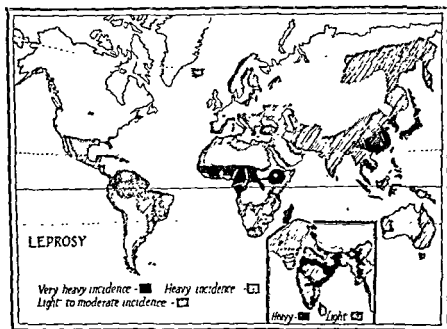 LEPROSY
Very heavy incidence - Heavy incidence -
Light to moderate incidence -
Heavy - Light